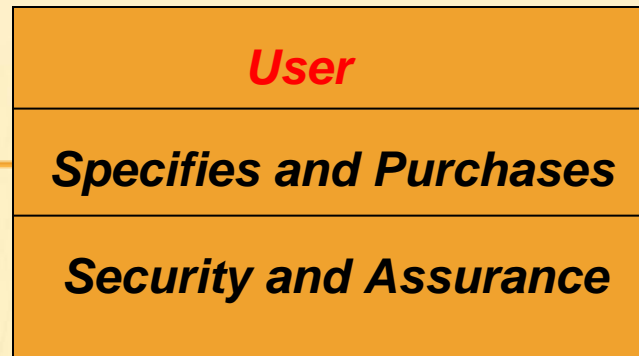 User
Specifies and Purchases
Security and Assurance